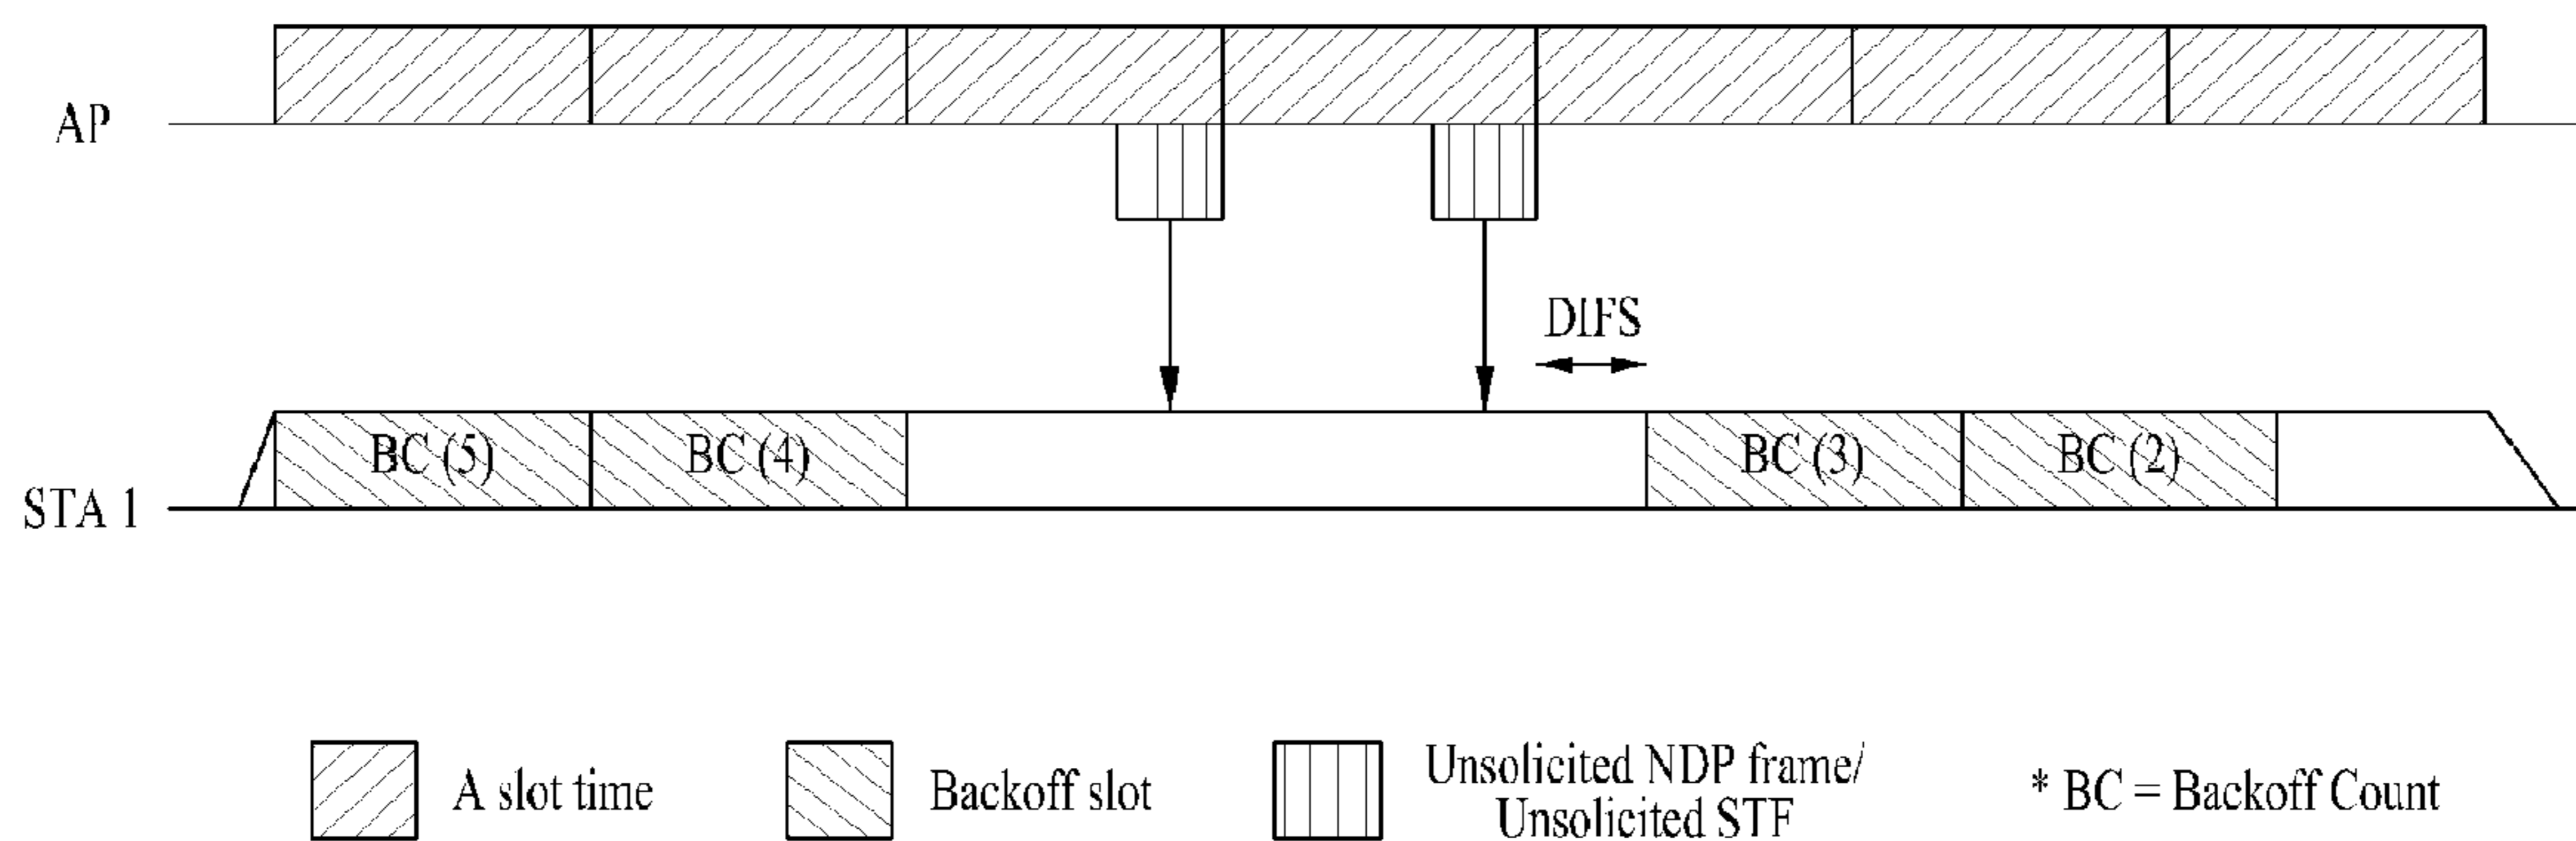 AP
DIFS
BC (5)
BC (4)
BC (3)
BC (2)
STA 1
A slot time
Backoff slot
Unsolicited NDP frame/
Unsolicited STF
* BC = Backoff Count